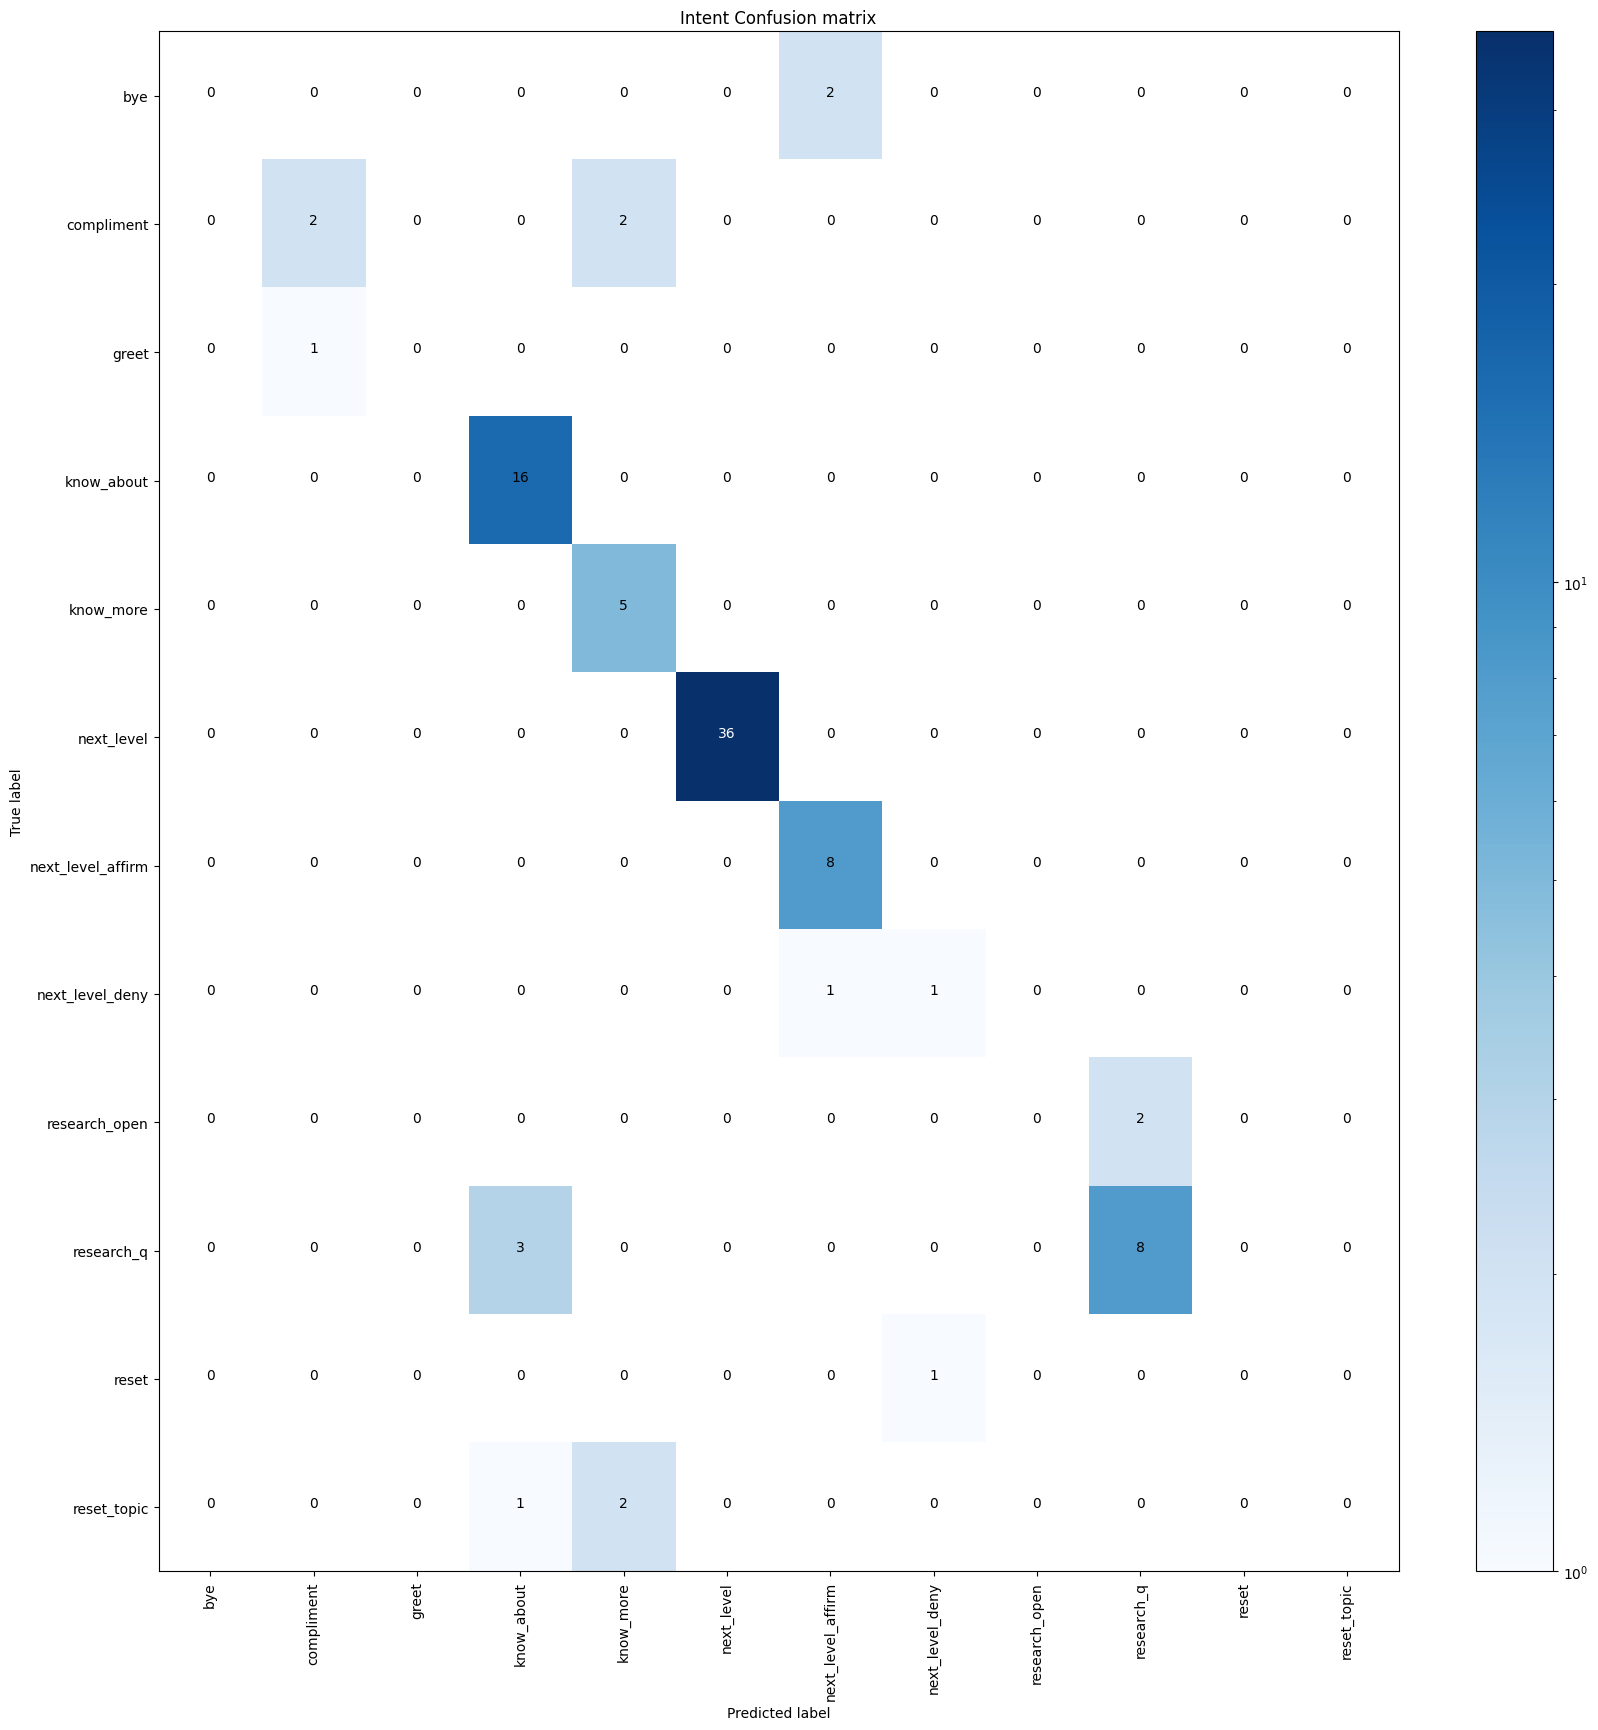 Intent Confusion matrix
bye 0 0 0 0 0 0 2 0 0 0 0 0
compliment 0 2 0 0 2 0 0 0 0 0 0 0
greet 0 1 0 0 0 0 0 0 0 0 0 0
know_about 0 0 0 16 0 0 0 0 0 0 0 0
know_more 0 0 0 0 5 0 0 0 0 0 0 0
next_level 0 0 0 0 0 36 0 0 0 0 0 0
next_level_affirm 0 0 0 0 0 0 8 0 0 0 0 0
next_level_deny 0 0 0 0 0 0 1 1 0 0 0 0
research_open 0 0 0 0 0 0 0 0 0 2 0 0
research_q 0 0 0 3 0 0 0 0 0 8 0 0
reset 0 0 0 0 0 0 0 1 0 0 0 0
reset_topic 0 0 0 1 2 0 0 0 0 0 0 0
True label
bye compliment greet know_about know_more next_level next_level_affirm next_level_deny research_open research_q reset reset_topic
Predicted label
10¹
10⁰